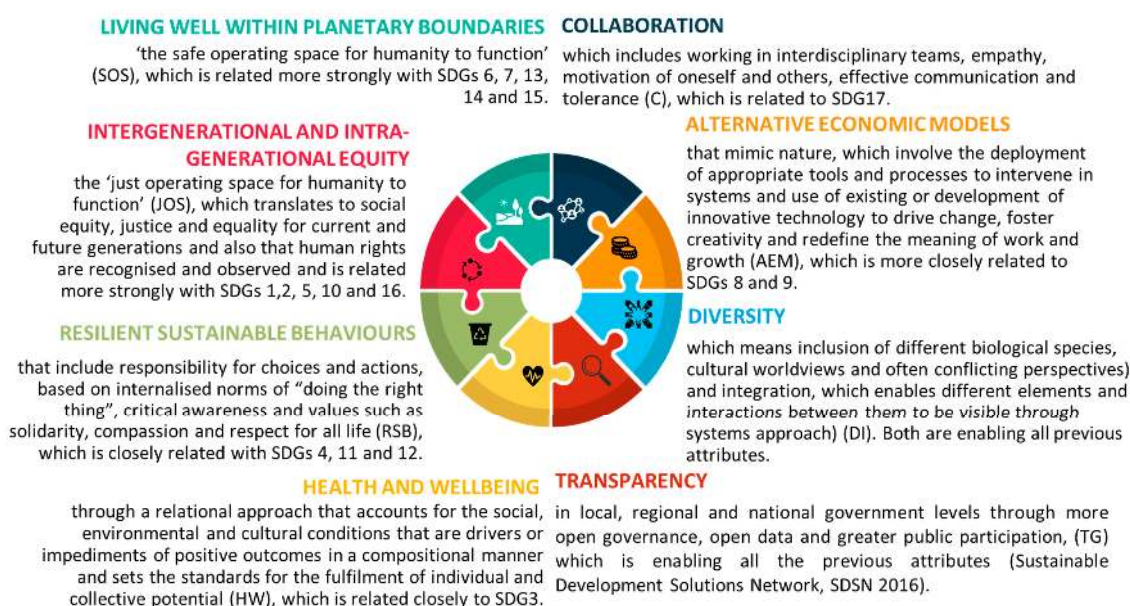 LIVING WELL WITHIN PLANETARY BOUNDARIES
'the safe operating space for humanity to function'
(SOS), which is related more strongly with SDGs 6, 7, 13,
14 and 15.
COLLABORATION
which includes working in interdisciplinary teams, empathy,
motivation of oneself and others, effective communication and
tolerance (C), which is related to SDG17.
INTERGENERATIONAL AND INTRA-
GENERATIONAL EQUITY
the 'just operating space for humanity to
function' (JOS), which translates to social
equity, justice and equality for current and
future generations and also that human rights
are recognised and observed and is related
more strongly with SDGs 1,2, 5, 10 and 16.
ALTERNATIVE ECONOMIC MODELS
that mimic nature, which involve the deployment
of appropriate tools and processes to intervene in
systems and use of existing or development of
innovative technology to drive change, foster
creativity and redefine the meaning of work and
growth (AEM), which is more closely related to
SDGs 8 and 9.
RESILIENT SUSTAINABLE BEHAVIOURS
that include responsibility for choices and actions,
based on internalised norms of "doing the right
thing", critical awareness and values such as
solidarity, compassion and respect for all life (RSB),
which is closely related with SDGs 4, 11 and 12.
DIVERSITY
which means inclusion of different biological species,
cultural worldviews and often conflicting perspectives)
and integration, which enables different elements and
interactions between them to be visible through
systems approach) (DI). Both are enabling all previous
attributes.
HEALTH AND WELLBEING
through a relational approach that accounts for the social,
environmental and cultural conditions that are drivers or
impediments of positive outcomes in a compositional manner
and sets the standards for the fulfilment of individual and
collective potential (HW), which is related closely to SDG3.
TRANSPARENCY
in local, regional and national government levels through more
open governance, open data and greater public participation, (TG)
which is enabling all the previous attributes (Sustainable
Development Solutions Network, SDSN 2016).